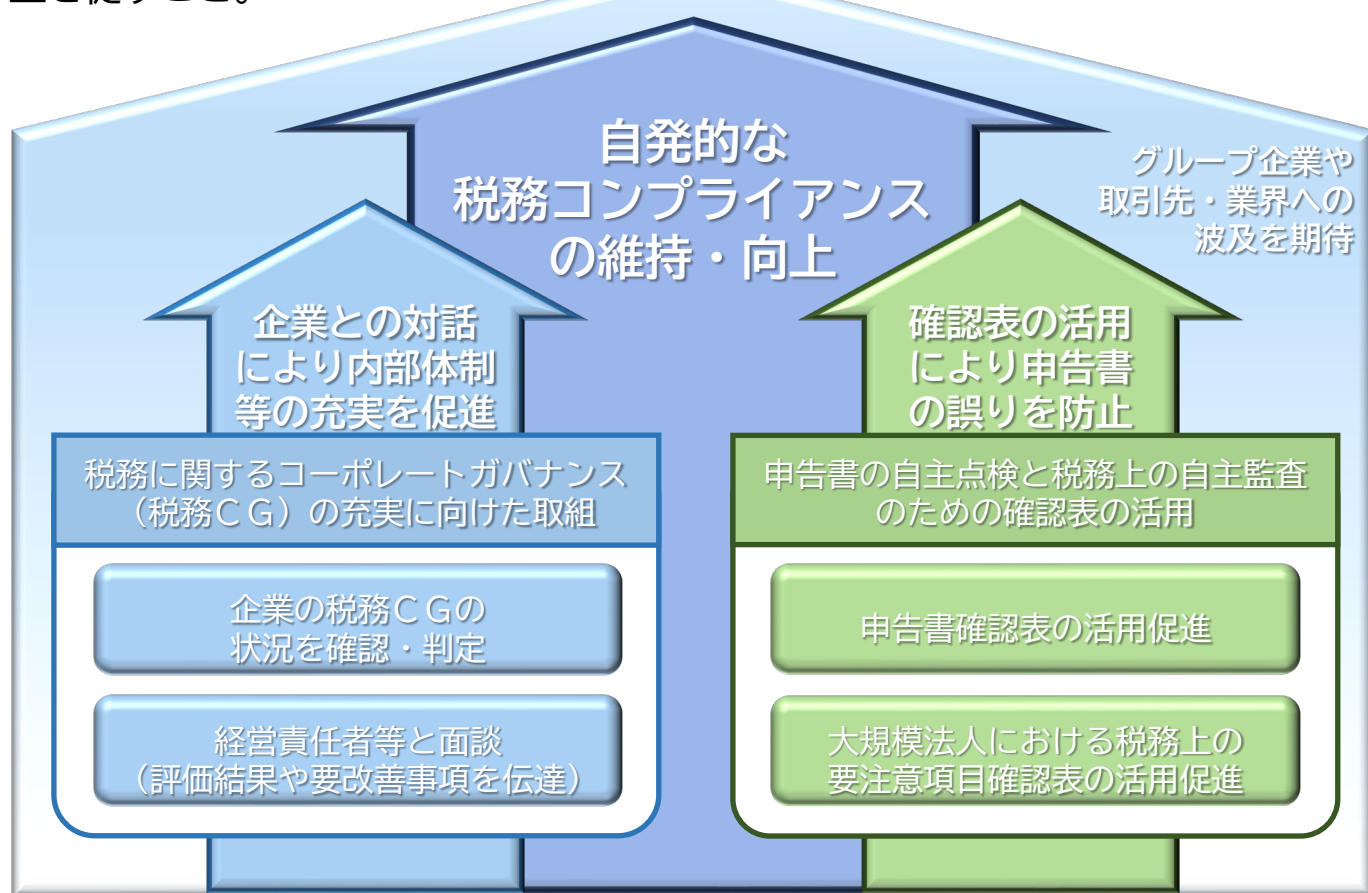 上を促すこと。
自発的な
税務コンプライアンス
の維持・向上
グループ企業や
取引先・業界への
波及を期待
企業との対話
により内部体制
等の充実を促進
税務に関するコーポレートガバナンス
（税務ＣＧ）の充実に向けた取組
企業の税務ＣＧの
状況を確認・判定
経営責任者等と面談
（評価結果や要改善事項を伝達）
確認表の活用
により申告書
の誤りを防止
申告書の自主点検と税務上の自主監査
のための確認表の活用
申告書確認表の活用促進
大規模法人における税務上の
要注意項目確認表の活用促進